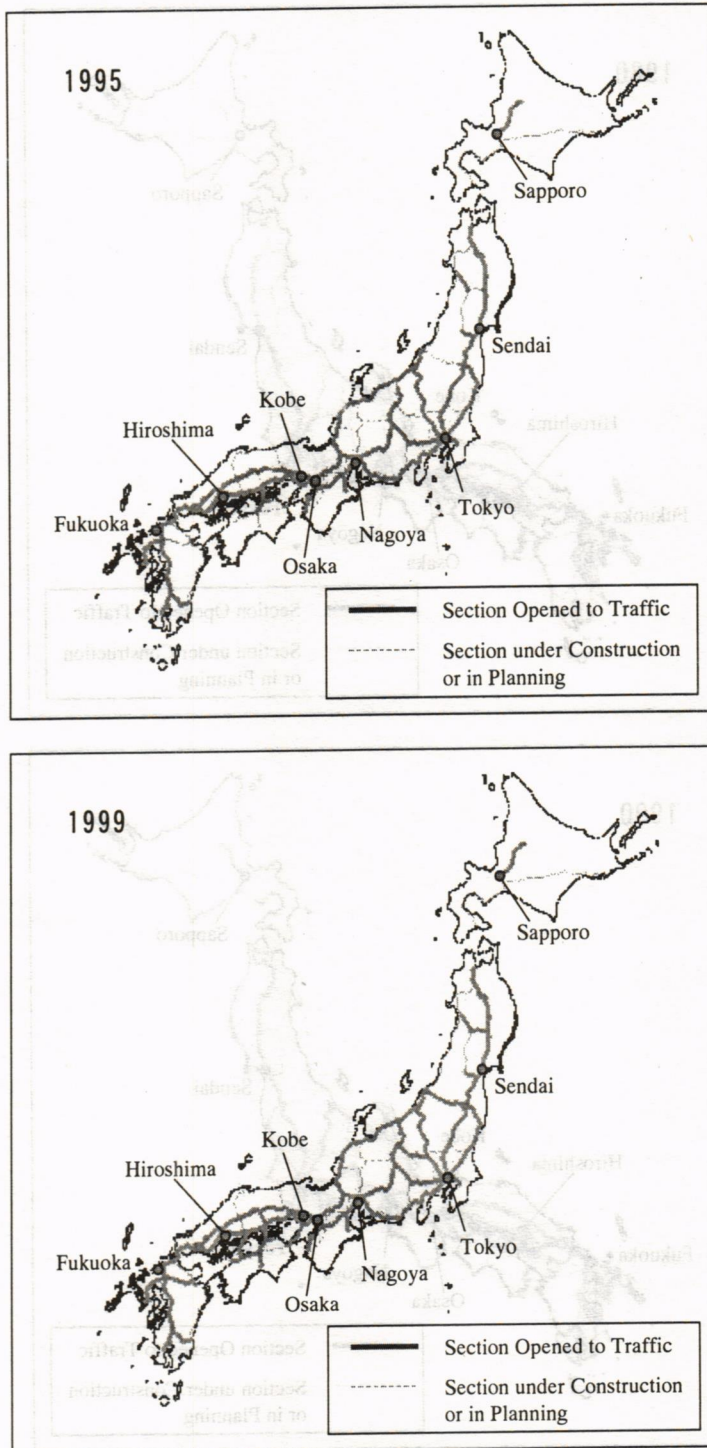 1995
Sapporo
Sendai
Kobe
Hiroshima
Fukuoka
Tokyo
Nagoya
Osaka
Section Opened to Traffic
Section under Construction
or in Planning
1999
Sapporo
Sendai
Kobe
Hiroshima
Fukuoka
Tokyo
Nagoya
Osaka
Section Opened to Traffic
Section under Construction
or in Planning